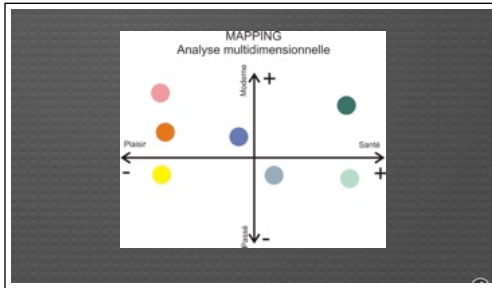 MAPPING
Analyse multidimensionnelle
Moderne
+
Plaisir
Santé
-
+
Passé
-